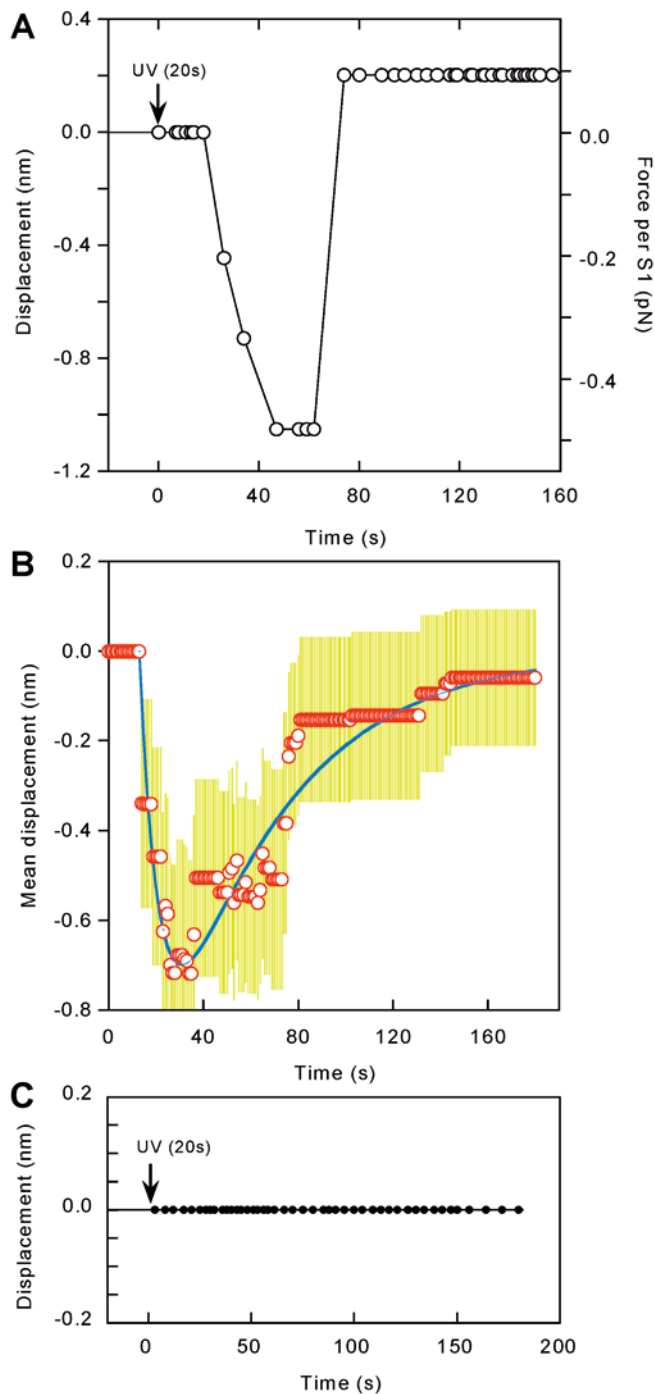 A
UV (20s)
0.4
0.0
-0.4
-0.8
-1.2
Displacement (nm)
0.0
-0.2
-0.4
Force per S1 (pN)
0 40 80 120 160
Time (s)
B
0.2
0.0
-0.2
-0.4
-0.6
-0.8
Mean displacement (nm)
0 40 80 120 160
Time (s)
C
UV (20s)
0.2
0.0
-0.2
Displacement (nm)
0 50 100 150 200
Time (s)